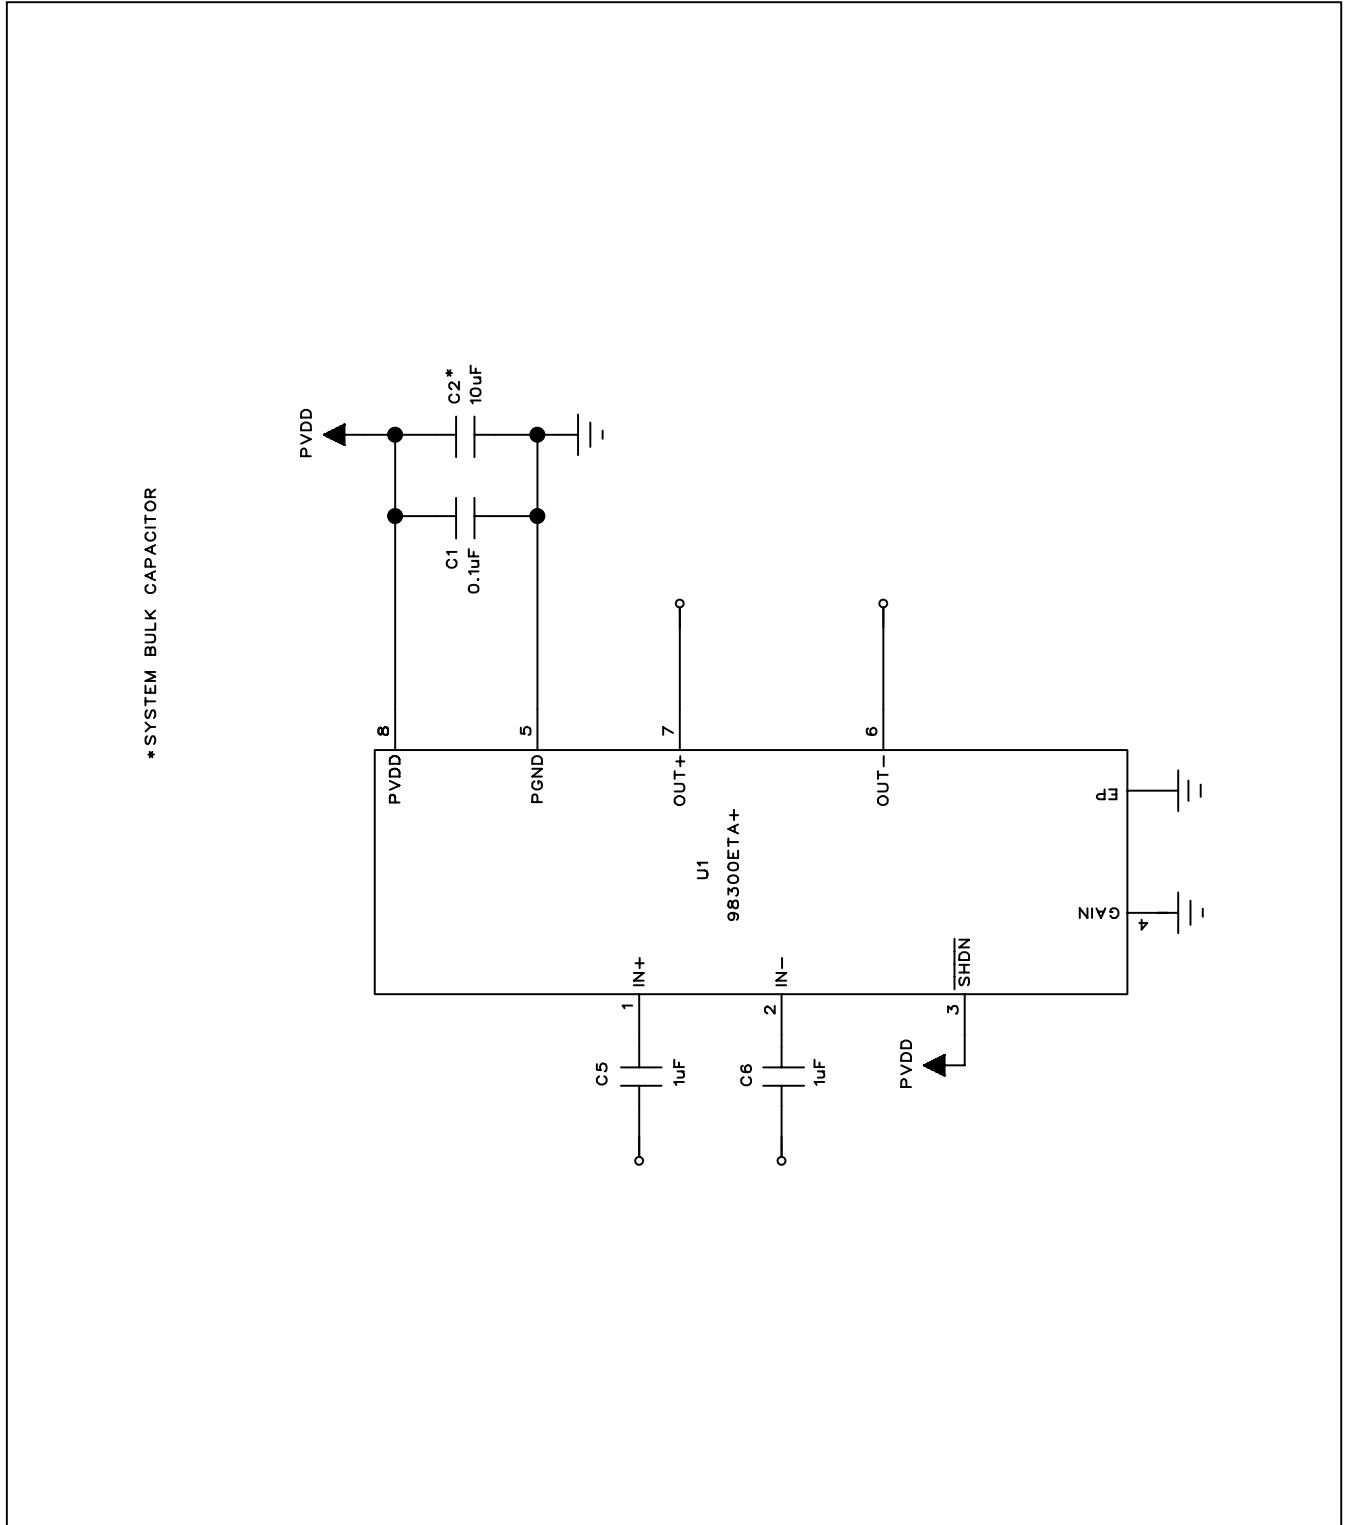 *SYSTEM BULK CAPACITOR
PVDD
C2*
10uF
C1
0.1uF
8
PVDD
5
PGND
7
OUT+
6
OUT-
U1
98300ETA+
EP
GAIN
4
IN+
1
C5
1uF
IN-
2
C6
1uF
SHDN
3
PVDD